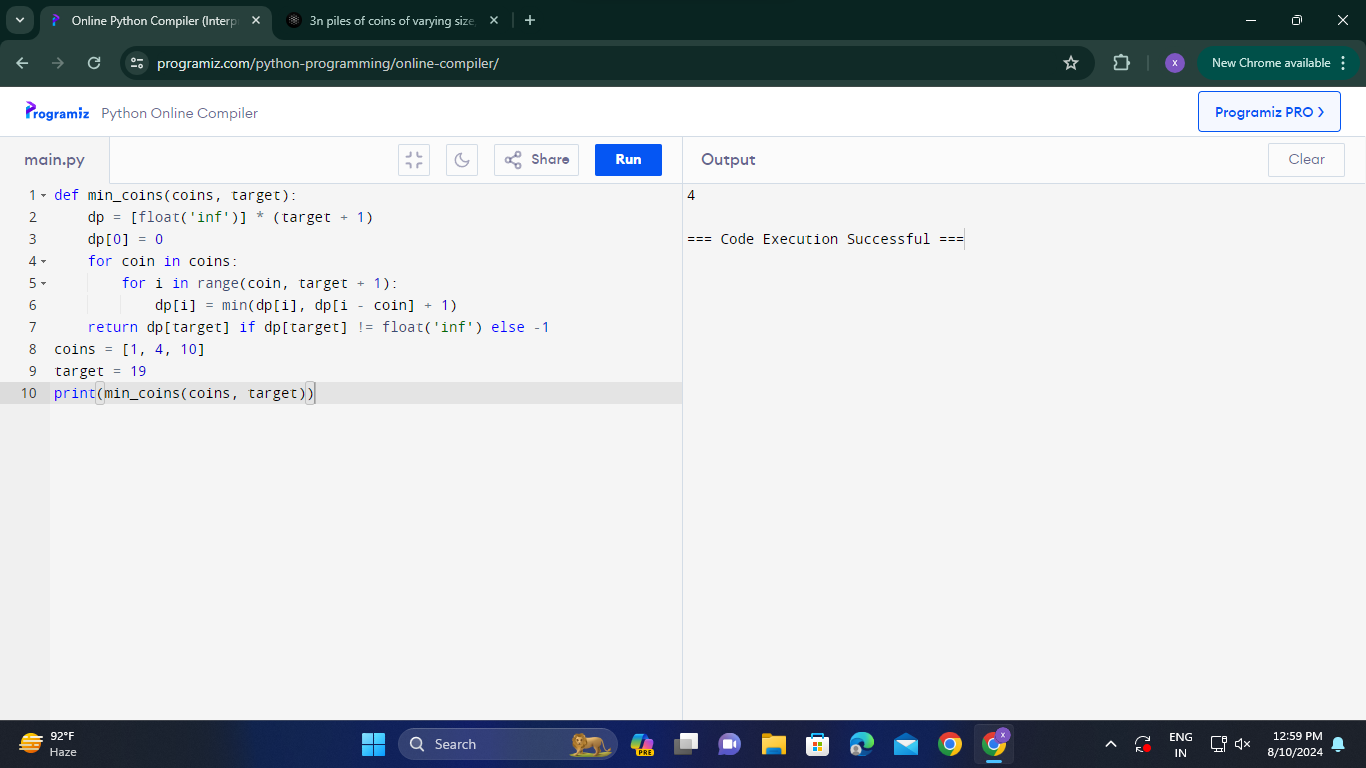 Online Python Compiler (Interp
3n piles of coins of varying size,
programiz.com/python-programming/online-compiler/
x
New Chrome available
Programiz Python Online Compiler
Programiz PRO >
main.py
Share
Run
Output
Clear
1 def min_coins(coins, target):
2     dp = [float('inf')] * (target + 1)
3     dp[0] = 0
4     for coin in coins:
5         for i in range(coin, target + 1):
6             dp[i] = min(dp[i], dp[i - coin] + 1)
7     return dp[target] if dp[target] != float('inf') else -1
8 coins = [1, 4, 10]
9 target = 19
10 print(min_coins(coins, target))
4
=== Code Execution Successful ===
92°F
Haze
Search
PRE
x
ENG
IN
12:59 PM
8/10/2024